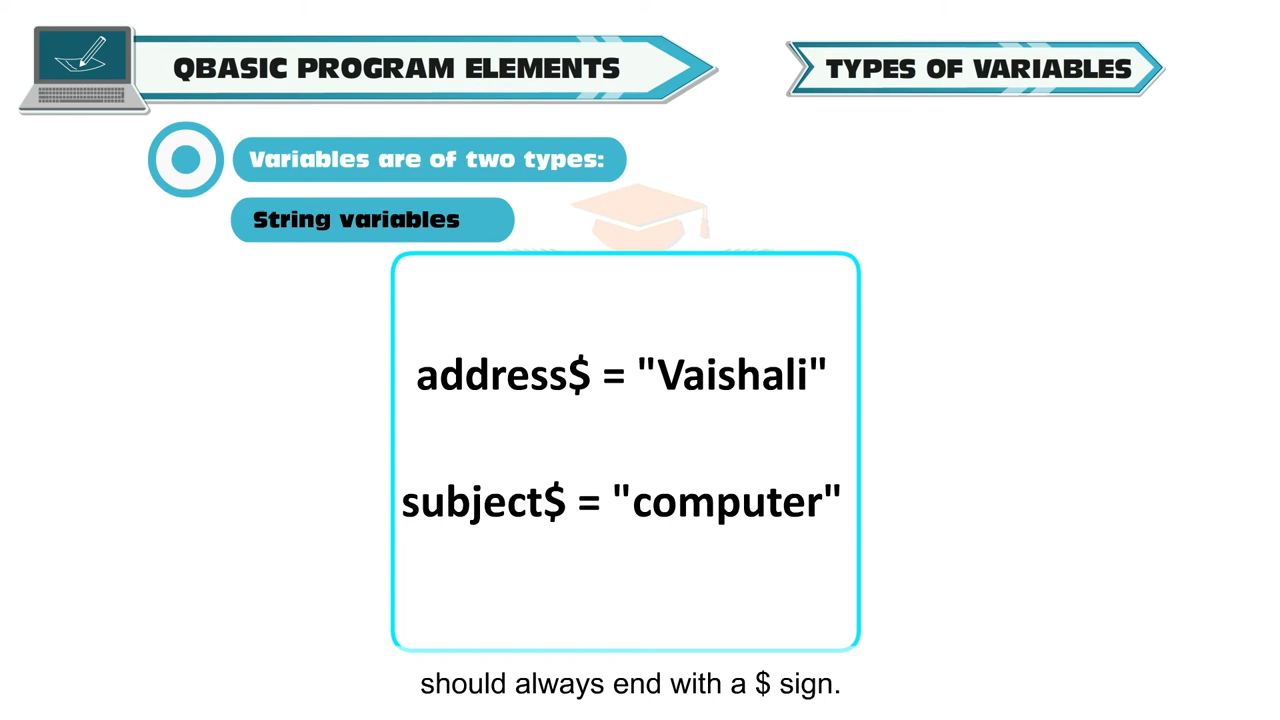 QBASIC PROGRAM ELEMENTS
TYPES OF VARIABLES
Variables are of two types:
String variables
address$ = "Vaishali"
subject$ = "computer"
should always end with a $ sign.